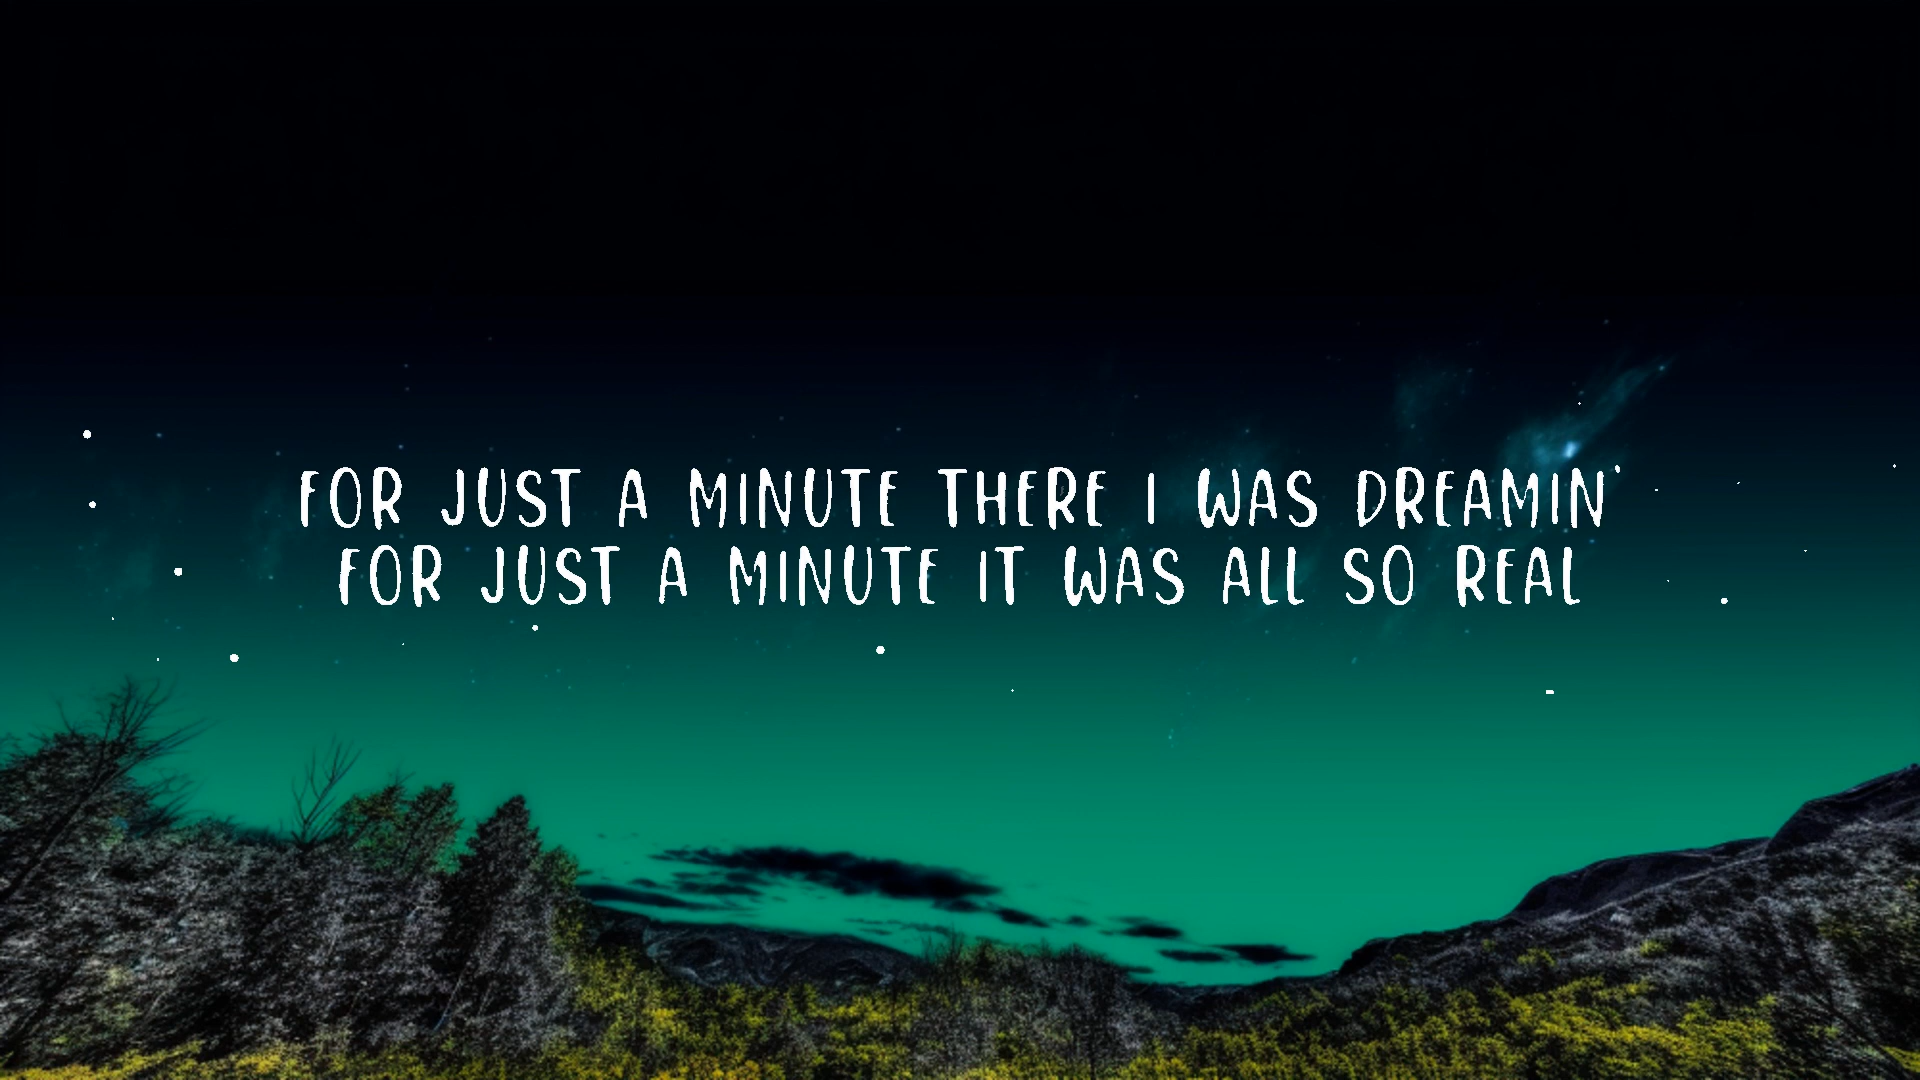 FOR JUST A MINUTE THERE I WAS DREAMIN'
FOR JUST A MINUTE IT WAS ALL SO REAL